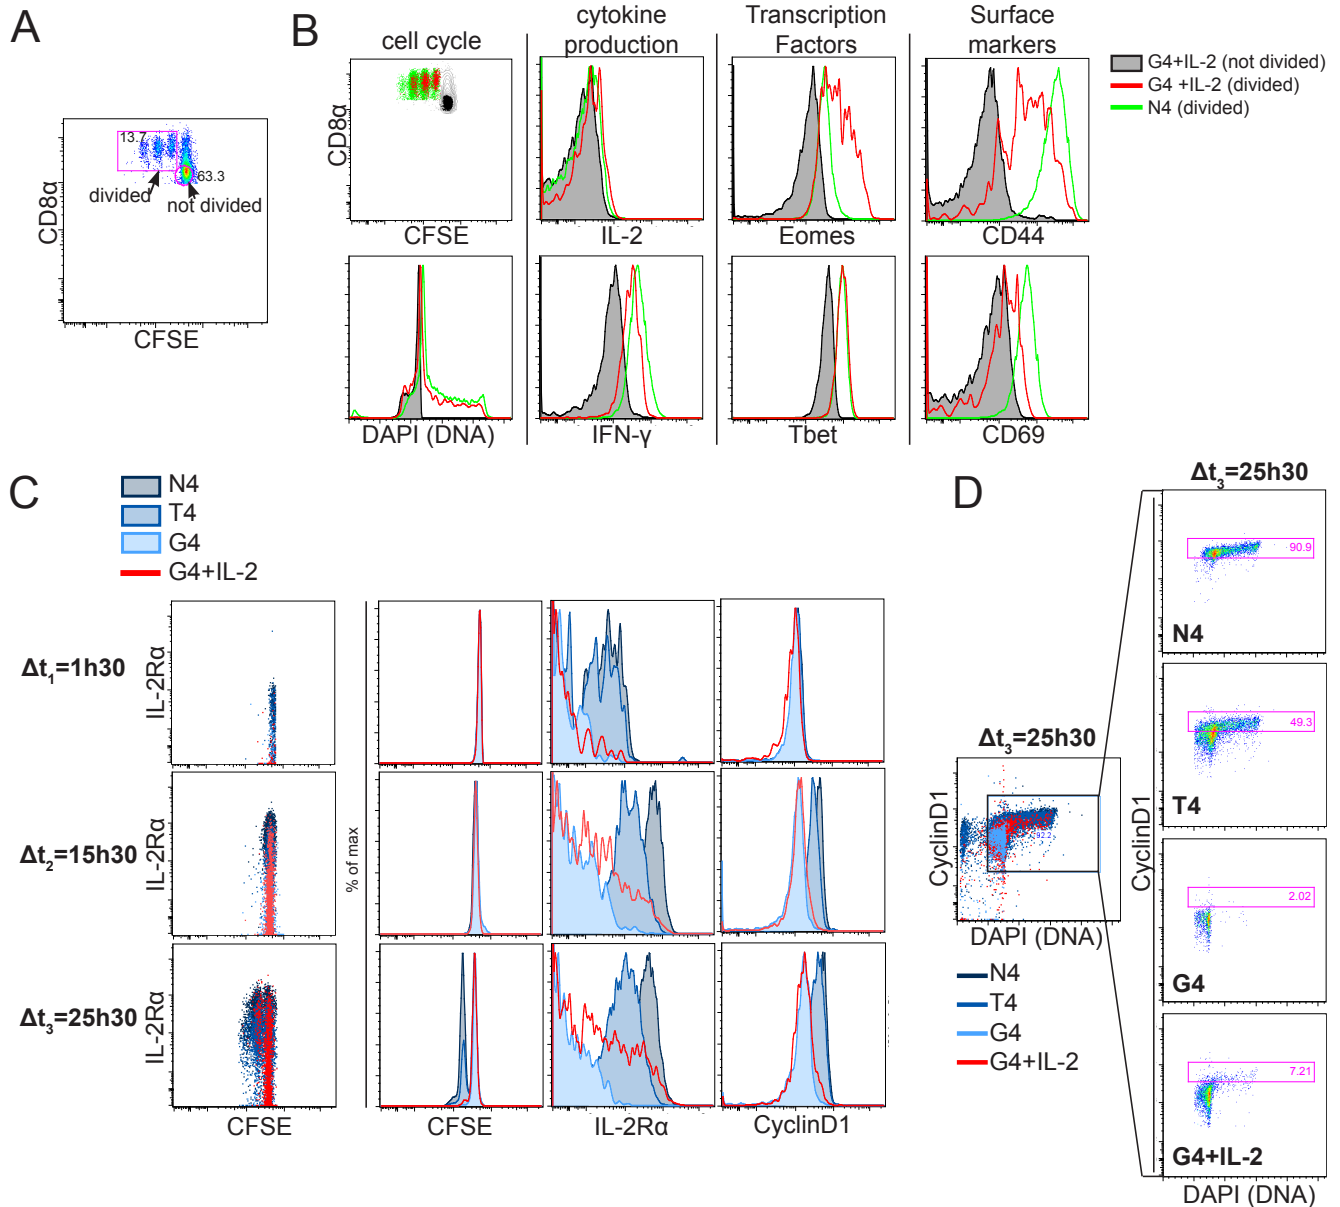 A
13.7
63.3
divided
not divided
CD8α
CFSE
B
cell cycle
cytokine
production
Transcription
Factors
Surface
markers
G4+IL-2 (not divided)
G4 +IL-2 (divided)
N4 (divided)
CD8α
CFSE
IL-2
Eomes
CD44
DAPI (DNA)
IFN-γ
Tbet
CD69
C
N4
T4
G4
G4+IL-2
Δt1=1h30
IL-2Rα
Δt2=15h30
IL-2Rα
% of max
Δt3=25h30
IL-2Rα
CFSE
CFSE
IL-2Rα
CyclinD1
D
Δt3=25h30
90.9
N4
49.3
T4
Δt3=25h30
92.2
CyclinD1
DAPI (DNA)
CyclinD1
2.02
G4
N4
T4
G4
G4+IL-2
7.21
G4+IL-2
DAPI (DNA)